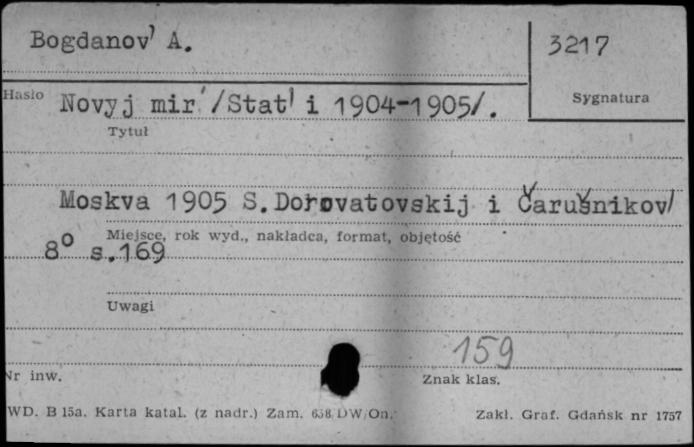 Bogdanov' A.
3217
Hasło
Sygnatura
Novyj mir' /Stat' i 1904-1905/.
Tytuł
Moskva 1905 S. Dorovatovskij i Čarušnikov'
Miejsce, rok wyd., nakładca, format, objętość
8° s. 169
Uwagi
159
Nr inw.
Znak klas.
WD. B 15a. Karta katal. (z nadr.) Zam. DW/On.
Zakł. Graf. Gdańsk nr 1757